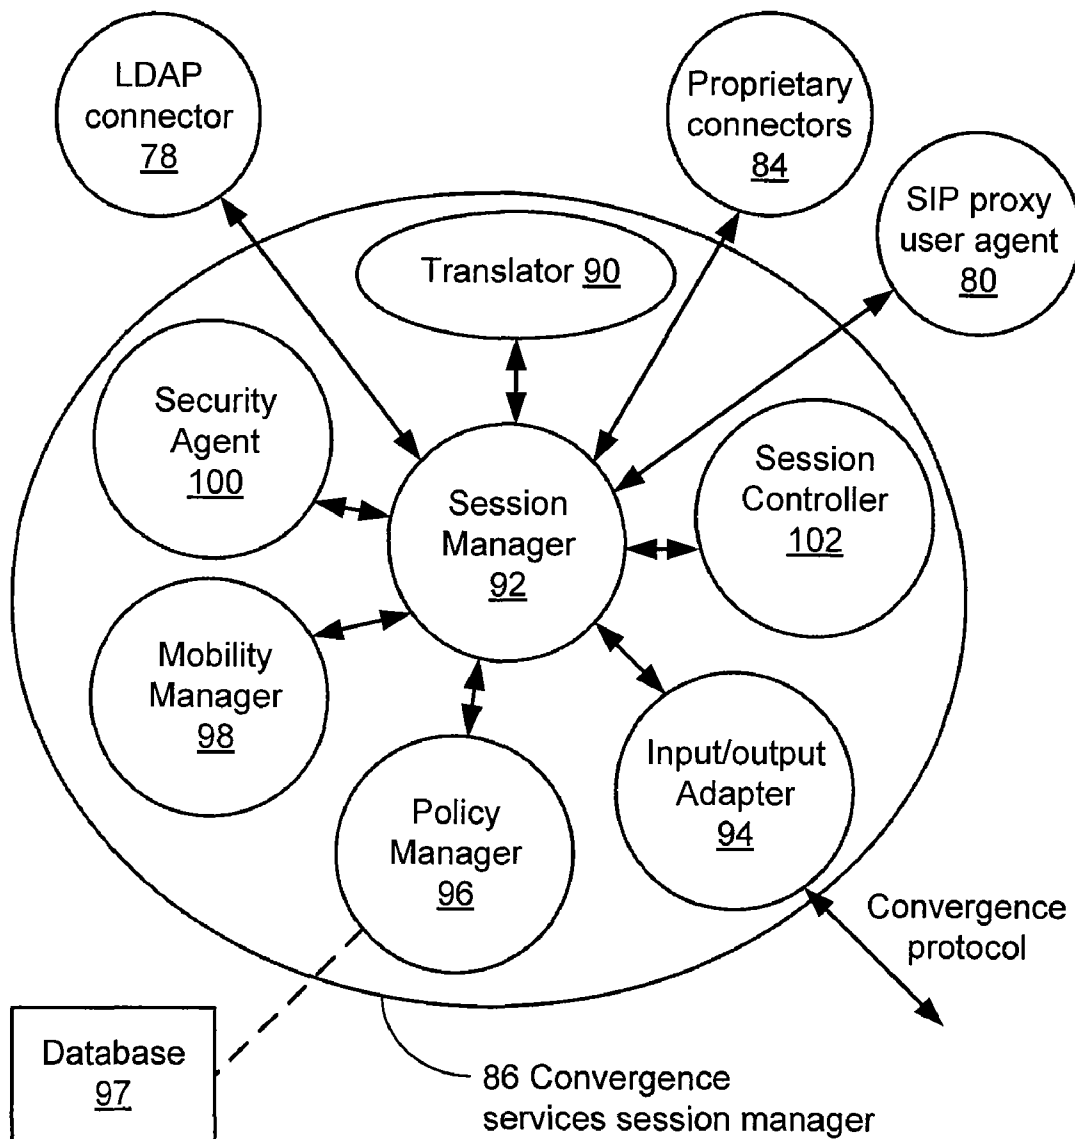 LDAP
connector
78
Proprietary
connectors
84
SIP proxy
user agent
80
Translator 90
Security
Agent
100
Session
Manager
92
Session
Controller
102
Mobility
Manager
98
Input/output
Adapter
94
Policy
Manager
96
Convergence
protocol
Database
97
86 Convergence
services session manager